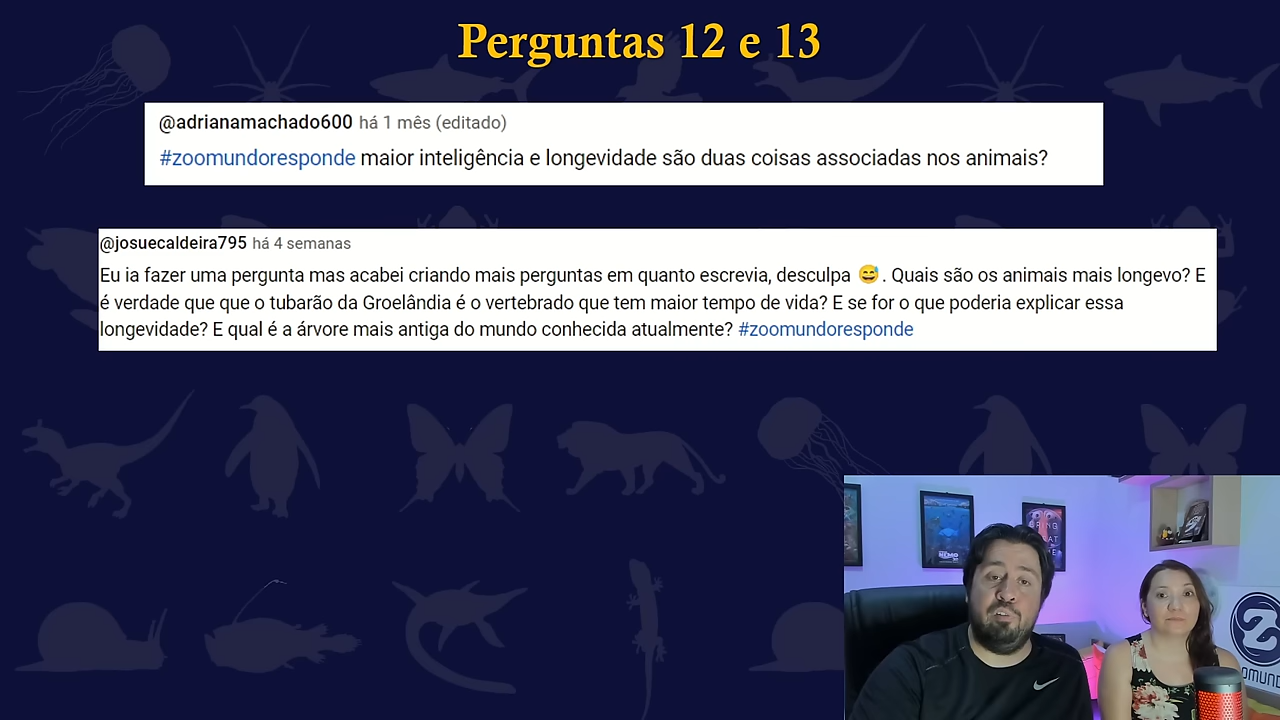 Perguntas 12 e 13
@adrianamachado600 há 1 mês (editado)
#zoomundoresponde maior inteligência e longevidade são duas coisas associadas nos animais?
@josuecaldeira795 há 4 semanas
Eu ia fazer uma pergunta mas acabei criando mais perguntas em quanto escrevia, desculpa 😅. Quais são os animais mais longevo? E
é verdade que que o tubarão da Groelândia é o vertebrado que tem maior tempo de vida? E se for o que poderia explicar essa
longevidade? E qual é a árvore mais antiga do mundo conhecida atualmente? #zoomundoresponde
NEMO